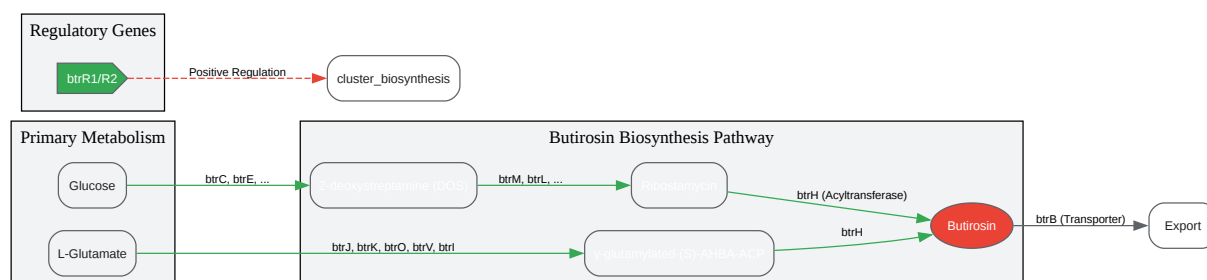 Regulatory Genes
btrR1/R2
Positive Regulation
cluster_biosynthesis
Primary Metabolism
Butirosin Biosynthesis Pathway
Glucose
btrC, btrE, ...
2-deoxystreptamine (DOS)
btrM, btrL, ...
Ribostamycin
btrH (Acyltransferase)
Butirosin
btrB (Transporter)
Export
L-Glutamate
btrJ, btrK, btrO, btrV, btrI
γ-glutamylated-(S)-AHBA-ACP
btrH